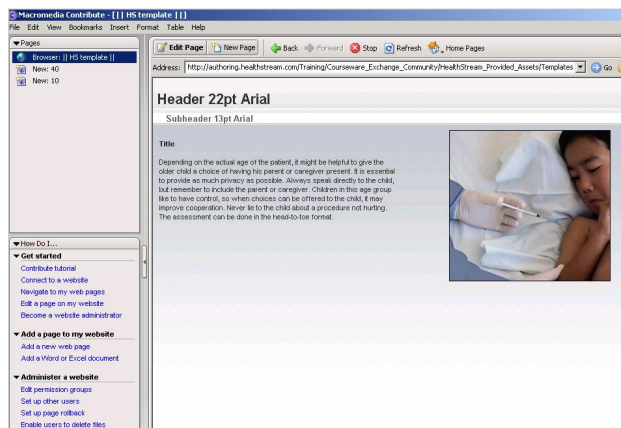 Macromedia Contribute - [|| HS template ||]
File Edit View Bookmarks Insert Format Table Help
Pages
Browser: || HS template ||
New: 40
New: 10
Edit Page New Page Back Forward Stop Refresh Home Pages
Address: http://authoring.healthstream.com/Training/Courseware_Exchange_Community/HealthStream_Provided_Assets/Templates Go
Header 22pt Arial
Subheader 13pt Arial
Title
Depending on the actual age of the patient, it might be helpful to give the
older child a choice of having his parent or caregiver present. It is essential
to provide as much privacy as possible. Always speak directly to the child,
but remember to include the parent or caregiver. Children in this age group
like to have control, so when choices can be offered to the child, it may
improve cooperation. Never lie to the child about a procedure not hurting.
The assessment can be done in the head-to-toe format.
How Do I...
Get started
Contribute tutorial
Connect to a website
Navigate to my web pages
Edit a page on my website
Become a website administrator
Add a page to my website
Add a new web page
Add a Word or Excel document
Administer a website
Edit permission groups
Set up other users
Set up page rollback
Enable users to delete files